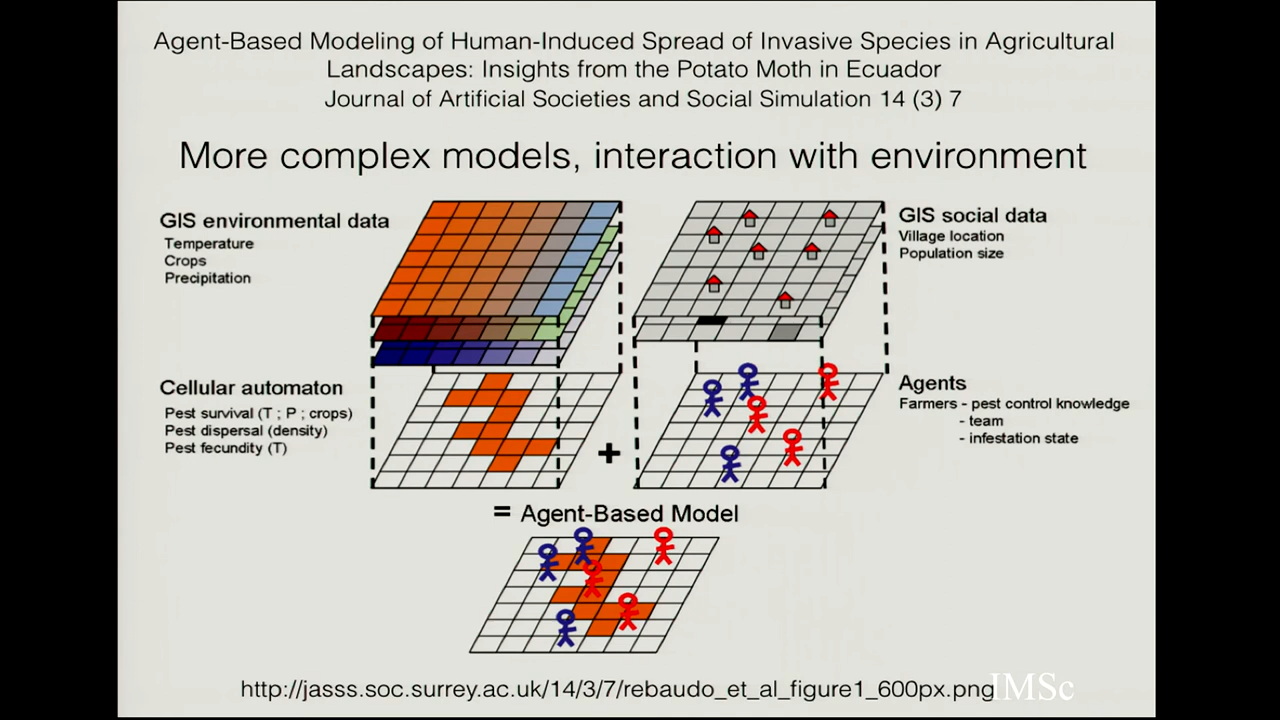 Agent-Based Modeling of Human-Induced Spread of Invasive Species in Agricultural
Landscapes: Insights from the Potato Moth in Ecuador
Journal of Artificial Societies and Social Simulation 14 (3) 7
More complex models, interaction with environment
GIS environmental data
Temperature
Crops
Precipitation
GIS social data
Village location
Population size
Cellular automaton
Pest survival (T ; P ; crops)
Pest dispersal (density)
Pest fecundity (T)
+
Agents
Farmers - pest control knowledge
- team
- infestation state
= Agent-Based Model
http://jasss.soc.surrey.ac.uk/14/3/7/rebaudo_et_al_figure1_600px.png
IMSc